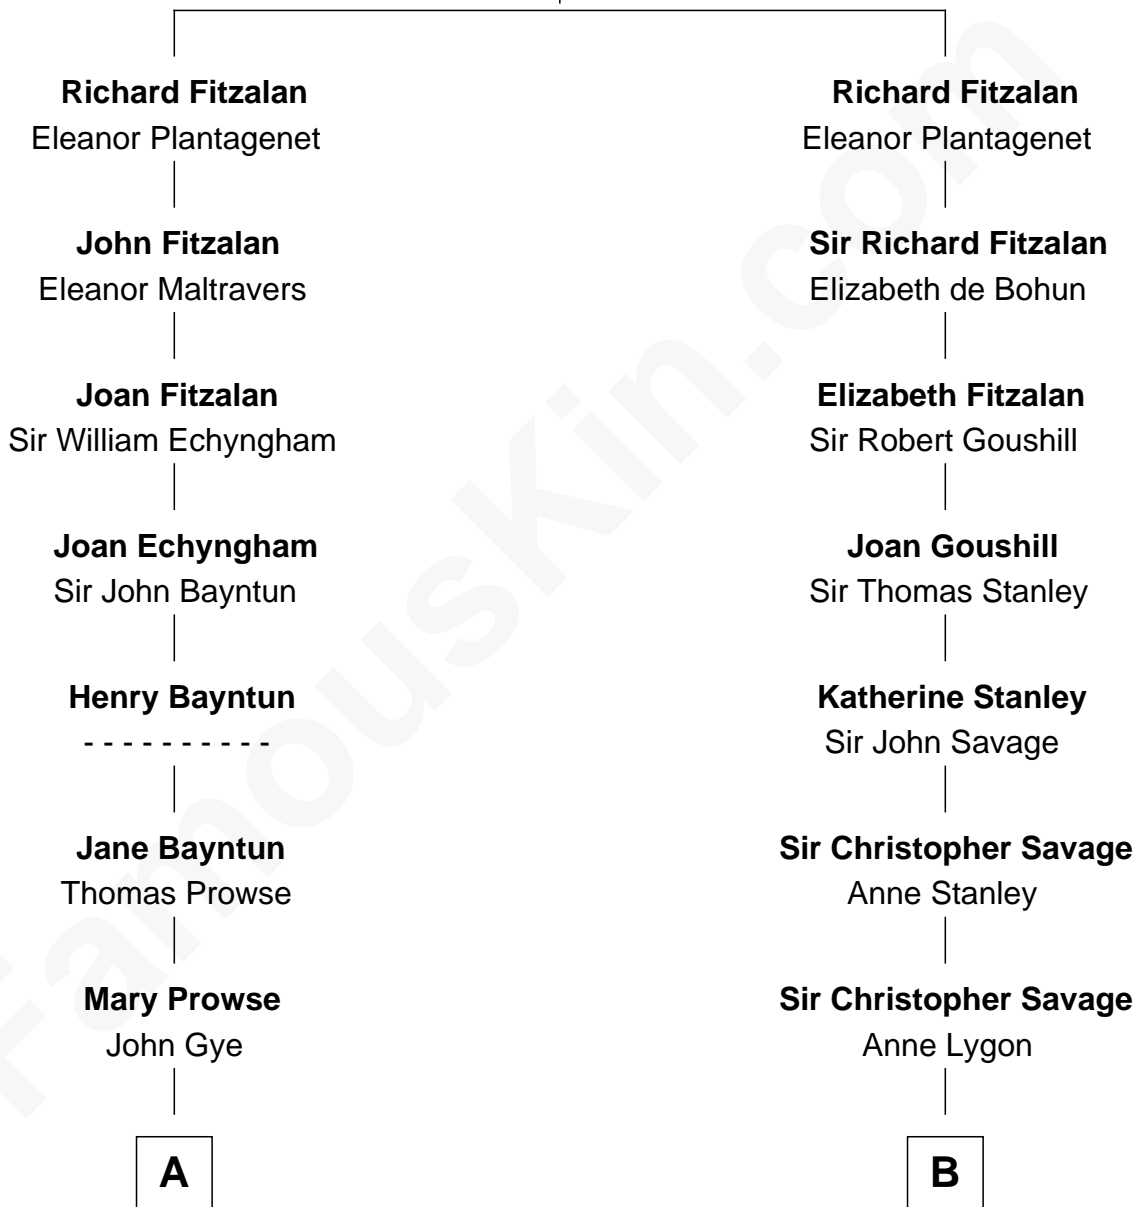 Richard Fitzalan
Eleanor Plantagenet
John Fitzalan
Eleanor Maltravers
Joan Fitzalan
Sir William Echyngham
Joan Echyngham
Sir John Bayntun
Henry Bayntun
- - - - - - - - - -
Jane Bayntun
Thomas Prowse
Mary Prowse
John Gye
A
Richard Fitzalan
Eleanor Plantagenet
Sir Richard Fitzalan
Elizabeth de Bohun
Elizabeth Fitzalan
Sir Robert Goushill
Joan Goushill
Sir Thomas Stanley
Katherine Stanley
Sir John Savage
Sir Christopher Savage
Anne Stanley
Sir Christopher Savage
Anne Lygon
B
FamousKin.com